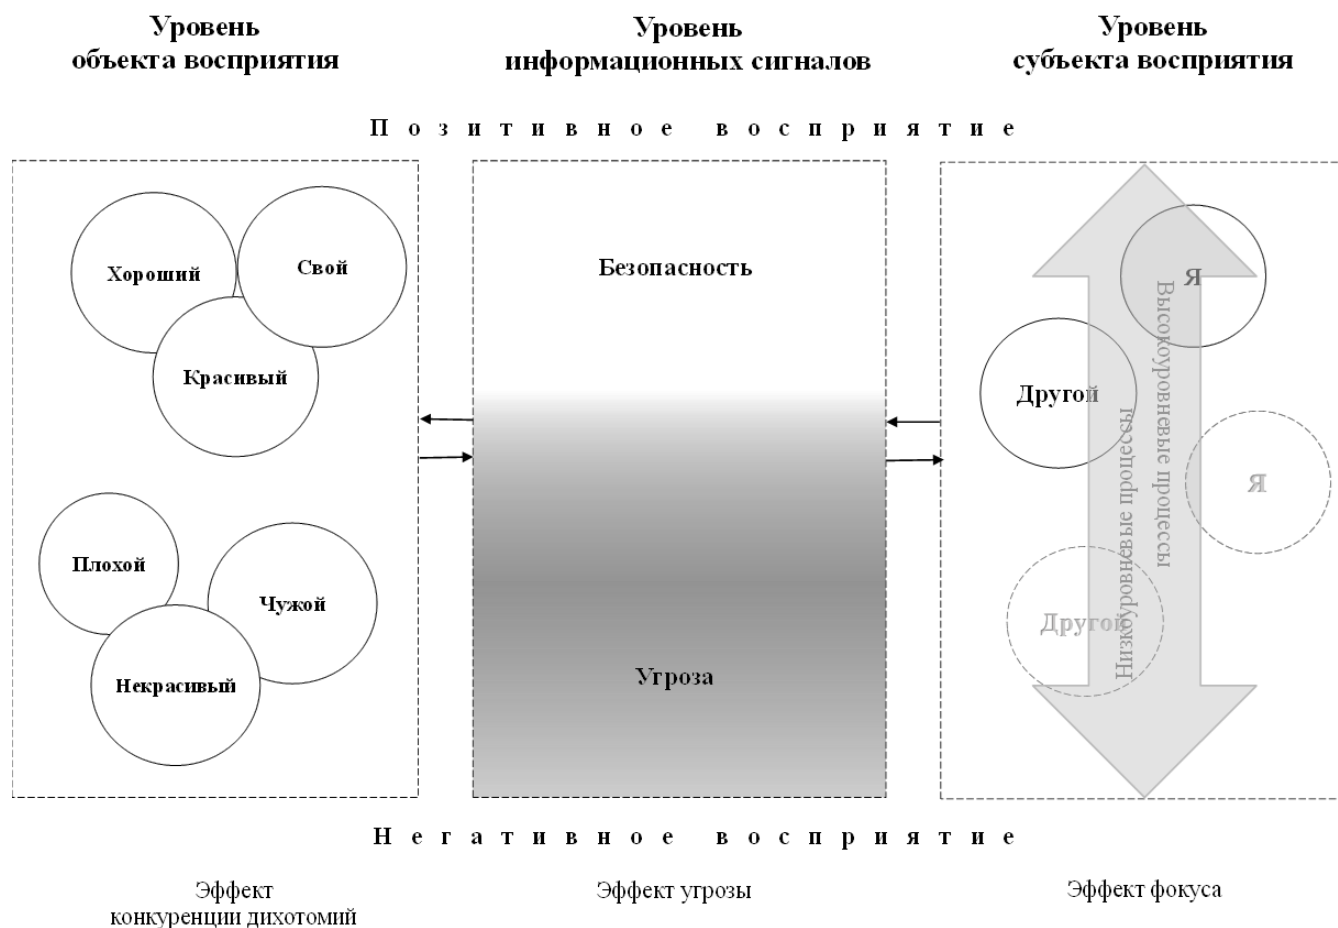 Уровень
объекта восприятия
Уровень
информационных сигналов
Уровень
субъекта восприятия
Позитивное восприятие
Хороший
Свой
Красивый
Плохой
Чужой
Некрасивый
Безопасность
Угроза
Я
Другой
Высокоуровневые процессы
Низкоуровневые процессы
Я
Другой
Негативное восприятие
Эффект
конкуренции дихотомий
Эффект угрозы
Эффект фокуса